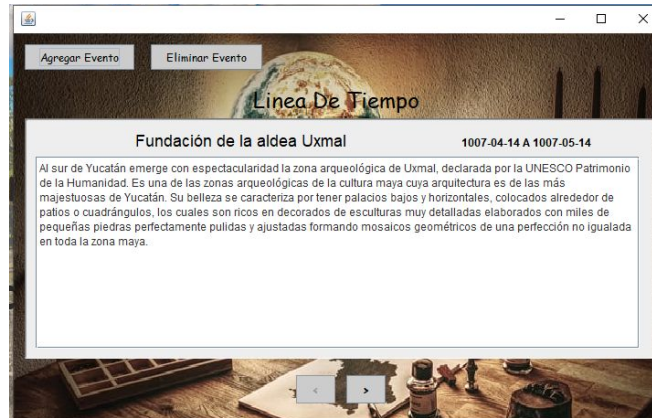 Agregar Evento
Eliminar Evento
Linea De Tiempo
Fundación de la aldea Uxmal
1007-04-14 A 1007-05-14
Al sur de Yucatán emerge con espectacularidad la zona arqueológica de Uxmal, declarada por la UNESCO Patrimonio
de la Humanidad. Es una de las zonas arqueológicas de la cultura maya cuya arquitectura es de las más
majestuosas de Yucatán. Su belleza se caracteriza por tener palacios bajos y horizontales, colocados alrededor de
patios o cuadrángulos, los cuales son ricos en decorados de esculturas muy detalladas elaborados con miles de
pequeñas piedras perfectamente pulidas y ajustadas formando mosaicos geométricos de una perfección no igualada
en toda la zona maya.
< >